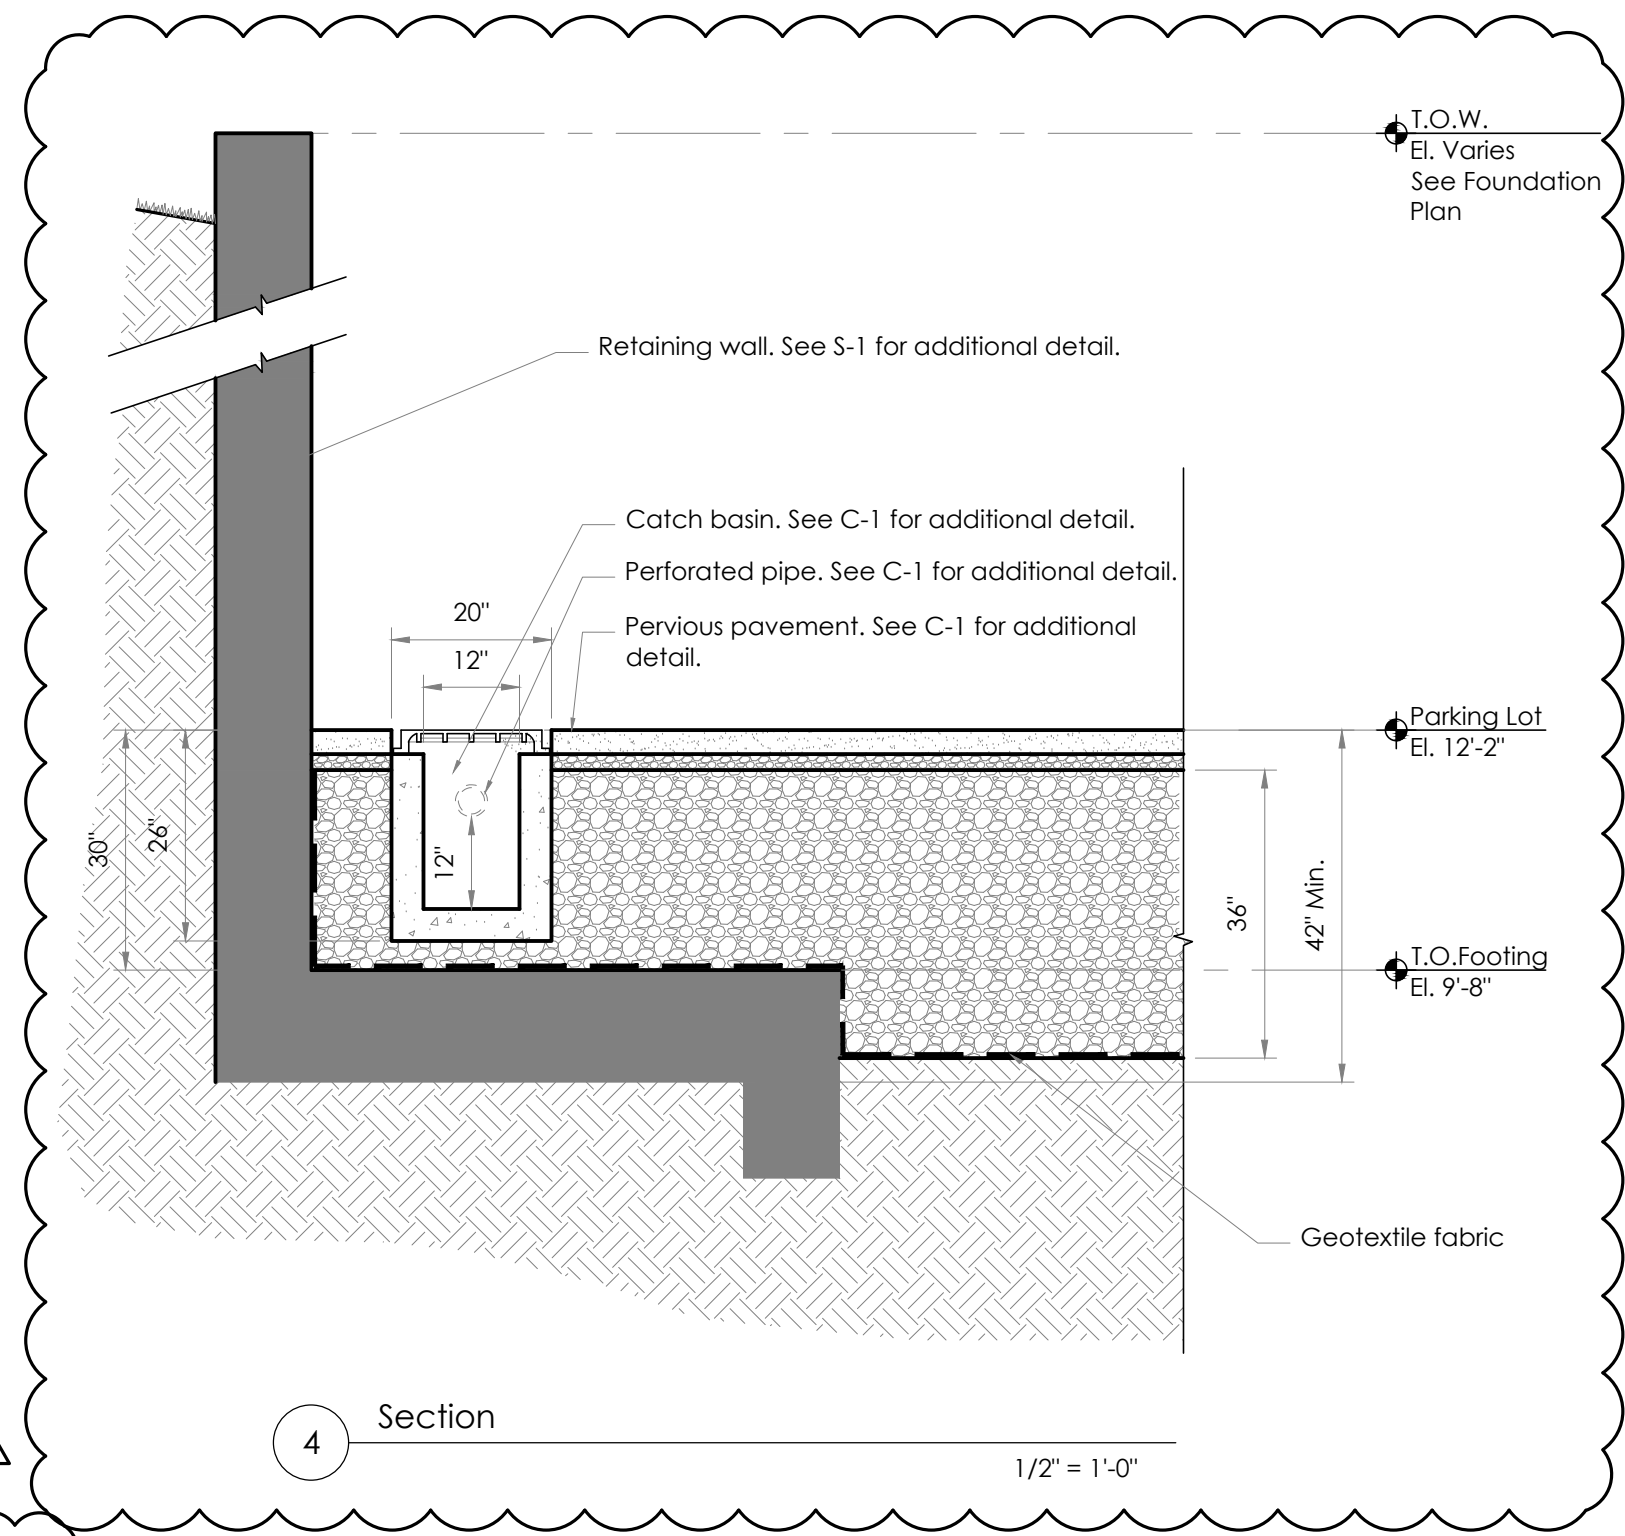 T.O.W.
El. Varies
See Foundation
Plan
Retaining wall. See S-1 for additional detail.
Catch basin. See C-1 for additional detail.
Perforated pipe. See C-1 for additional detail.
Pervious pavement. See C-1 for additional
detail.
20"
12"
Parking Lot
El. 12'-2"
30"
26"
12"
36"
42" Min.
T.O.Footing
El. 9'-8"
Geotextile fabric
4
Section
1/2" = 1'-0"